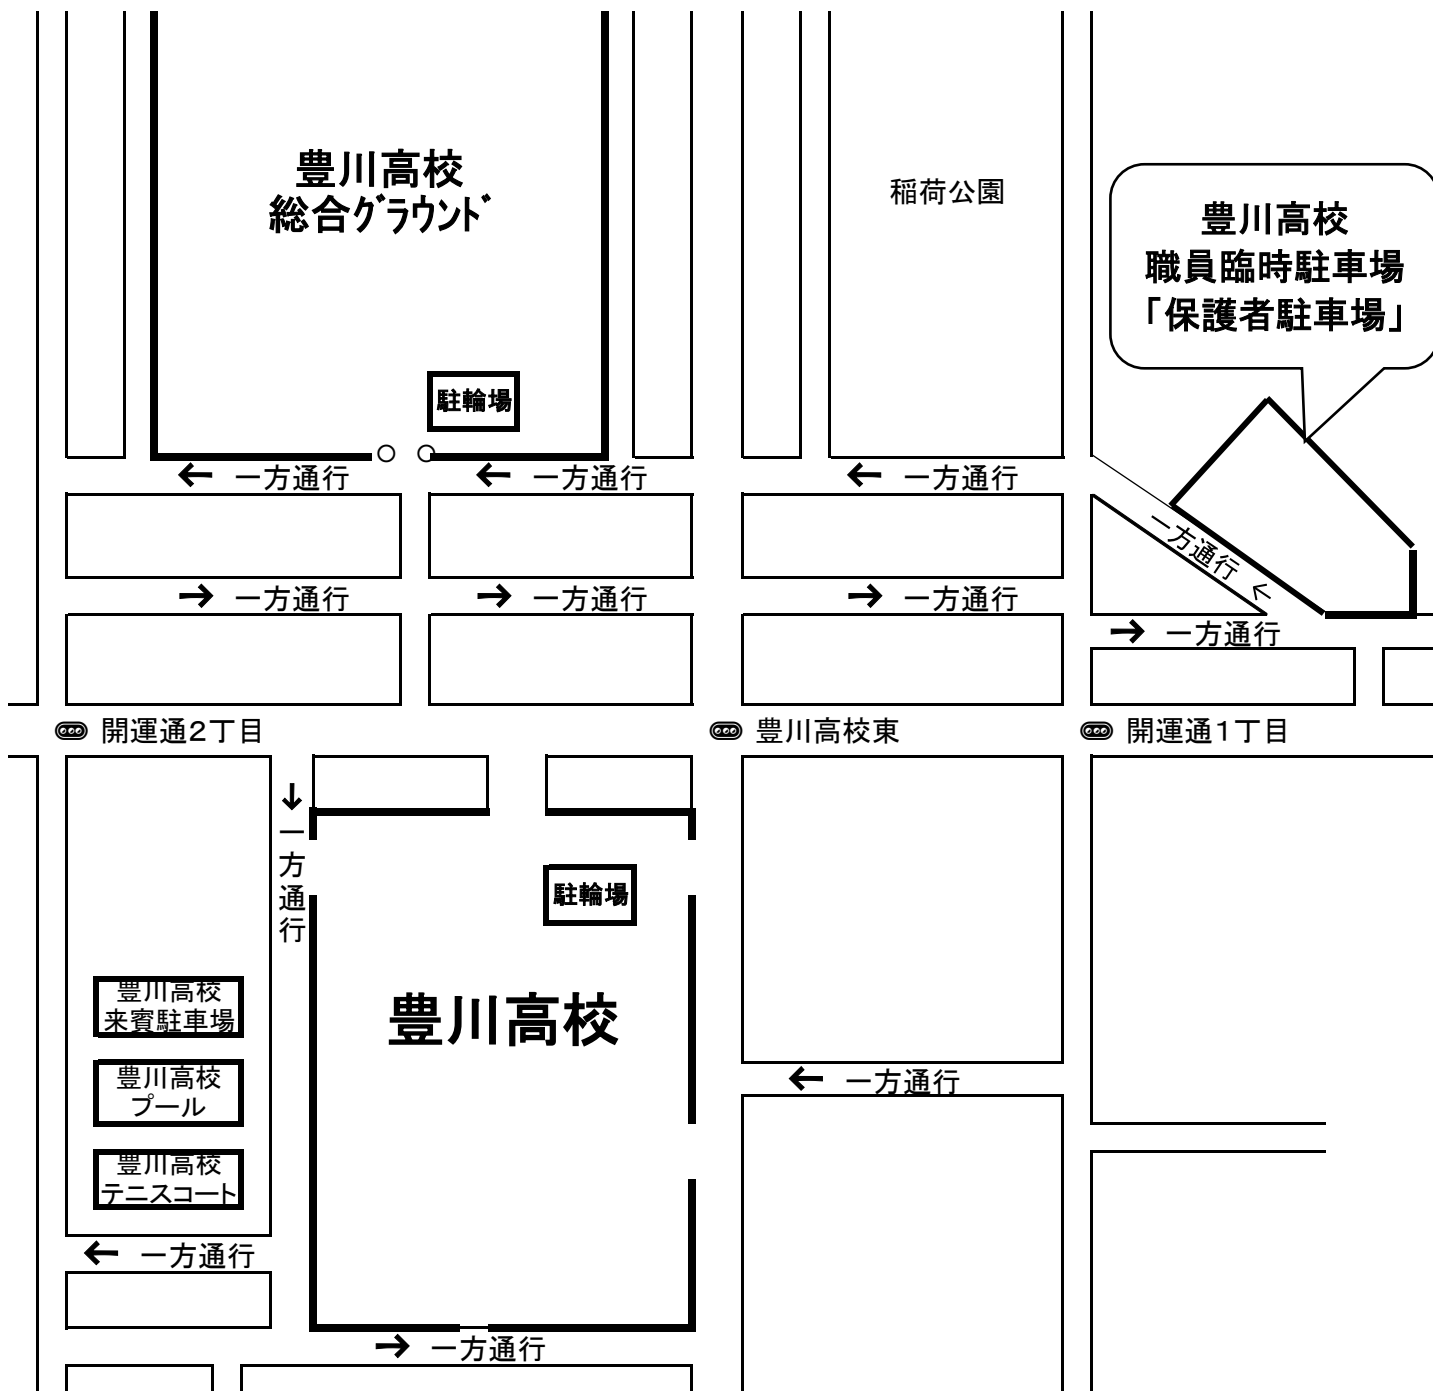 豊川高校
総合グラウンド
稲荷公園
豊川高校
職員臨時駐車場
「保護者駐車場」
駐輪場
← 一方通行
← 一方通行
← 一方通行
一方通行 ←
→ 一方通行
→ 一方通行
→ 一方通行
→ 一方通行
開運通2丁目
豊川高校東
開運通1丁目
↓一方通行
駐輪場
豊川高校
来賓駐車場
豊川高校
豊川高校
プール
← 一方通行
豊川高校
テニスコート
← 一方通行
→ 一方通行